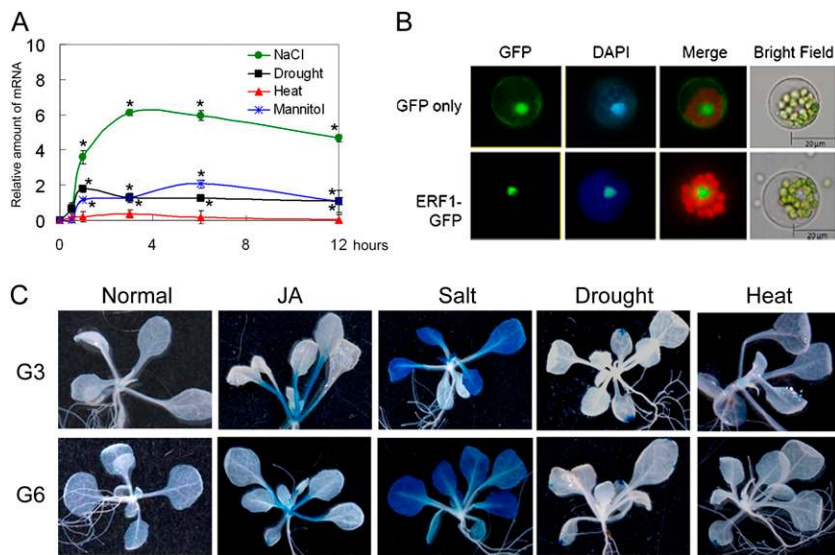 A
10
8
6
4
2
0
Relative amount of mRNA
NaCl
Drought
Heat
Mannitol
* * * *
* * * *
* * * *
0 4 8 12 hours
B
GFP DAPI Merge Bright Field
GFP only
20 µm
ERF1-
GFP
20 µm
C
Normal JA Salt Drought Heat
G3
G6